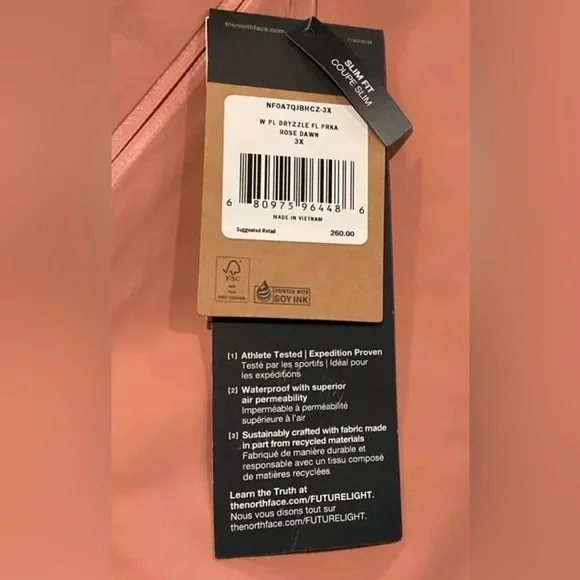 thenorthface.com
SLIM FIT
COUPE SLIM
NF0A7QJBHCZ-3X
W PL DRYZZLE FL PRKA
ROSE DAWN
3X
6 80975 96448 6
MADE IN VIETNAM
Suggested Retail 260.00
FSC
PRINTED WITH
SOY INK
[1] Athlete Tested | Expedition Proven
Testé par les sportifs | Idéal pour
les expéditions
[2] Waterproof with superior
air permeability
Imperméable à perméabilité
supérieure à l'air
[3] Sustainably crafted with fabric made
in part from recycled materials
Fabriqué de manière durable et
responsable avec un tissu composé
de matières recyclées
Learn the Truth at
thenorthface.com/FUTURELIGHT.
Nous vous disons tout sur
thenorthface.com/FUTURELIGHT.